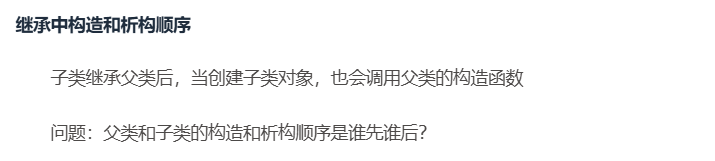 继承中构造和析构顺序
子类继承父类后，当创建子类对象，也会调用父类的构造函数
问题：父类和子类的构造和析构顺序是谁先谁后?